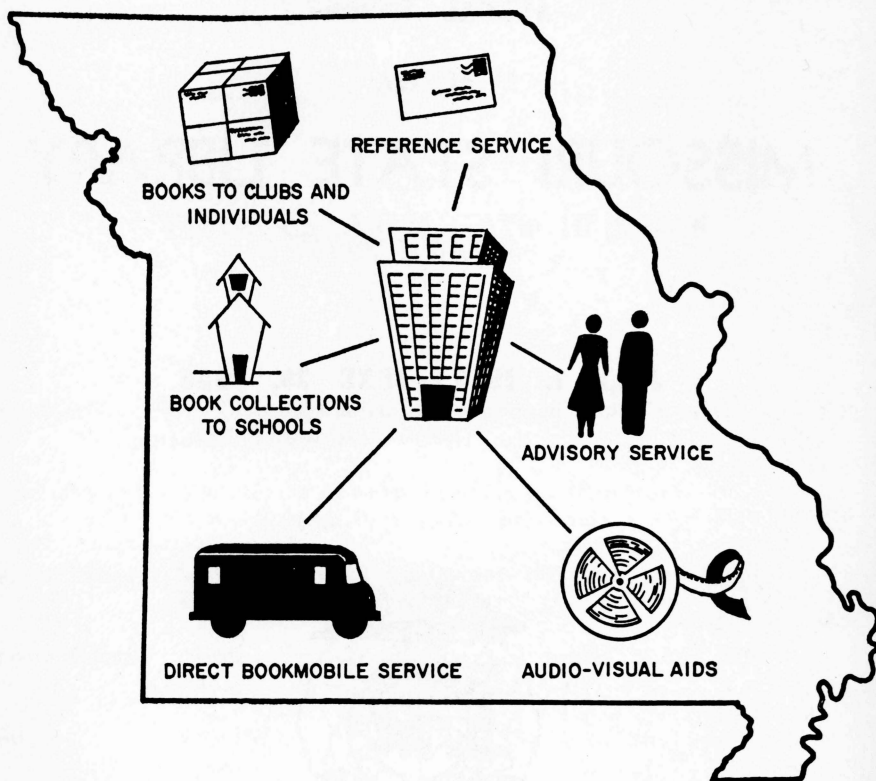 REFERENCE SERVICE
BOOKS TO CLUBS AND
INDIVIDUALS
BOOK COLLECTIONS
TO SCHOOLS
ADVISORY SERVICE
DIRECT BOOKMOBILE SERVICE
AUDIO-VISUAL AIDS